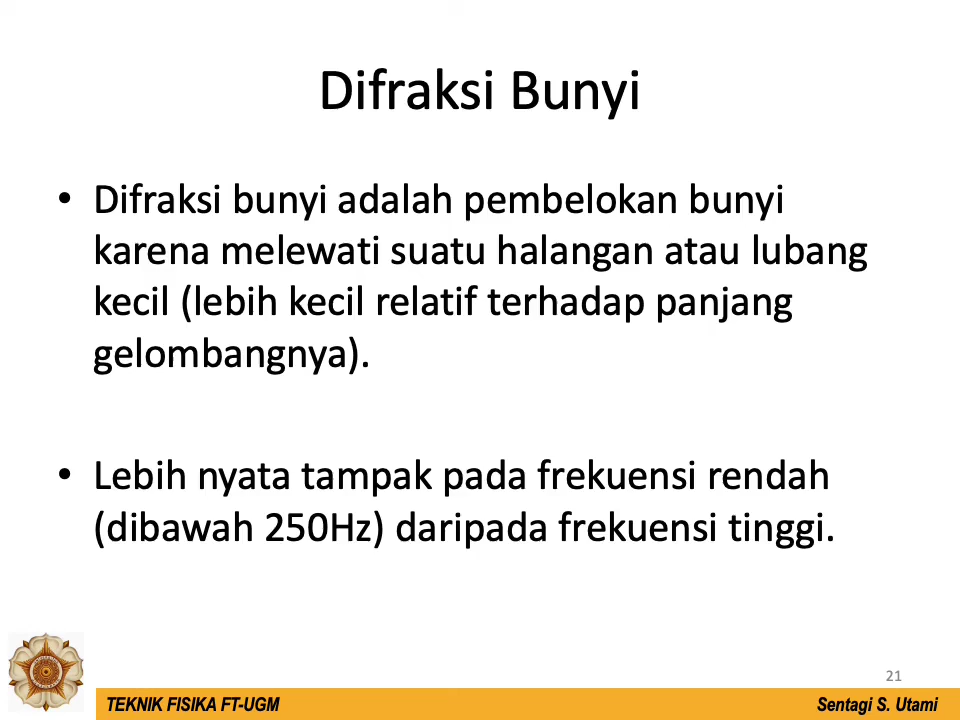 Difraksi Bunyi
• Difraksi bunyi adalah pembelokan bunyi
karena melewati suatu halangan atau lubang
kecil (lebih kecil relatif terhadap panjang
gelombangnya).
• Lebih nyata tampak pada frekuensi rendah
(dibawah 250Hz) daripada frekuensi tinggi.
21
TEKNIK FISIKA FT-UGM
Sentagi S. Utami